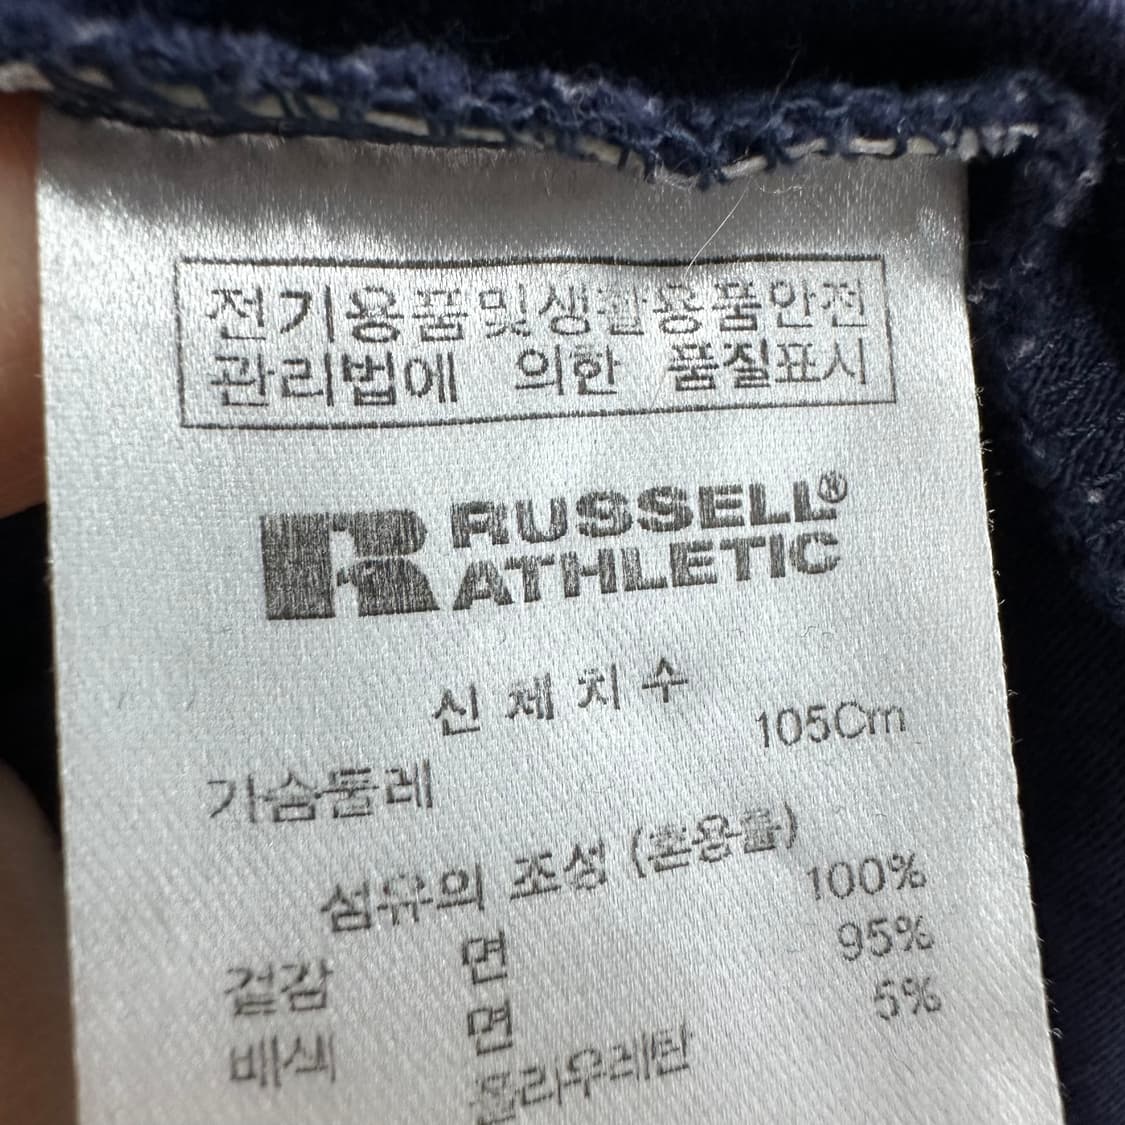 전기용품및생활용품안전
관리법에 의한 품질표시
RUSSELL®
ATHLETIC
신체치수
가슴둘레 105Cm
섬유의 조성 (혼용율)
겉감 면 100%
배색 면 95%
폴리우레탄 5%